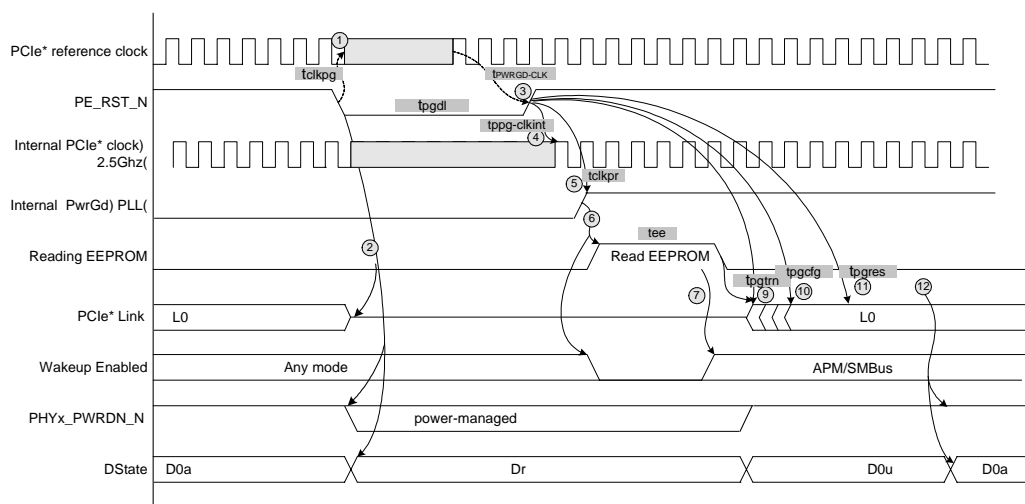 PCIe* reference clock
1
tclkpg
tPWRGD-CLK
PE_RST_N
3
tpgdl
tppg-clkint
4
Internal PCIe* clock)
2.5Ghz(
tclkpr
5
Internal PwrGd) PLL(
6
tee
2
Reading EEPROM
Read EEPROM
tpgtrn
tpgcfg
tpgres
7
9
10
11
12
PCIe* Link
L0
L0
Wakeup Enabled
Any mode
APM/SMBus
PHYx_PWRDN_N
power-managed
DState
D0a
Dr
D0u
D0a